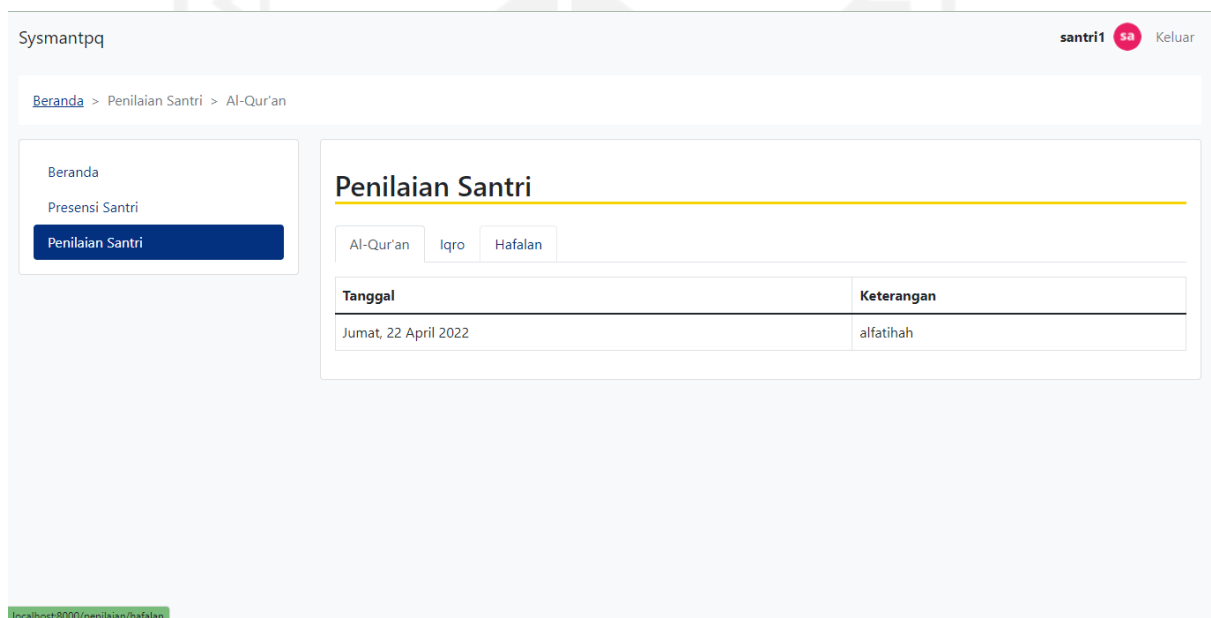 Sysmantpq
santri1 sa Keluar
Beranda > Penilaian Santri > Al-Qur'an
Beranda
Presensi Santri
Penilaian Santri
Penilaian Santri
Al-Qur'an Iqro Hafalan
Tanggal Keterangan
Jumat, 22 April 2022 alfatihah
localhost:8000/penilaian/hafalan